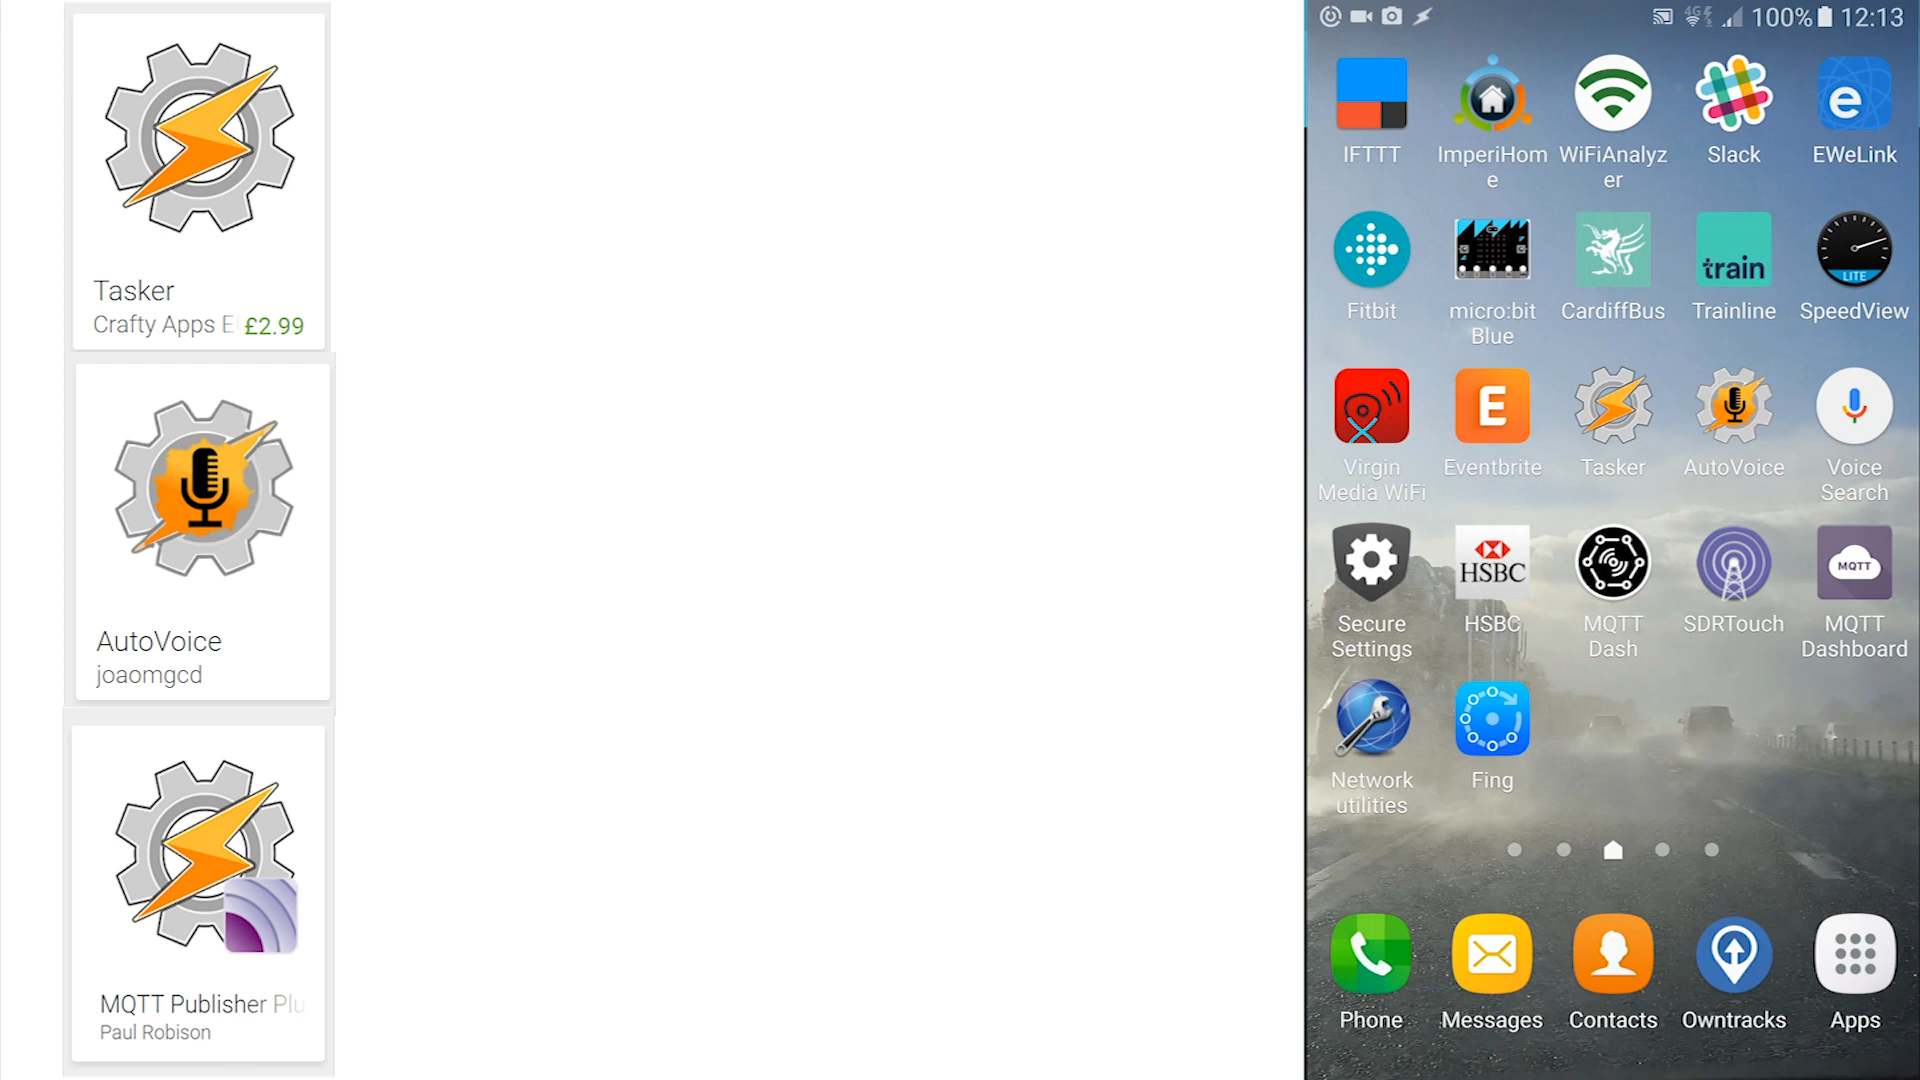 Tasker
Crafty Apps E £2.99
AutoVoice
joaomgcd
MQTT Publisher Plu
Paul Robison
4G 100% 12:13
IFTTT ImperiHom WiFiAnalyz Slack EWeLink
e er
e
train
LITE
Fitbit micro:bit CardiffBus Trainline SpeedView
Blue
E
Virgin Eventbrite Tasker AutoVoice Voice
Media WiFi Search
HSBC MQTT
Secure HSBC MQTT SDRTouch MQTT
Settings Dash Dashboard
Network Fing
utilities
Phone Messages Contacts Owntracks Apps